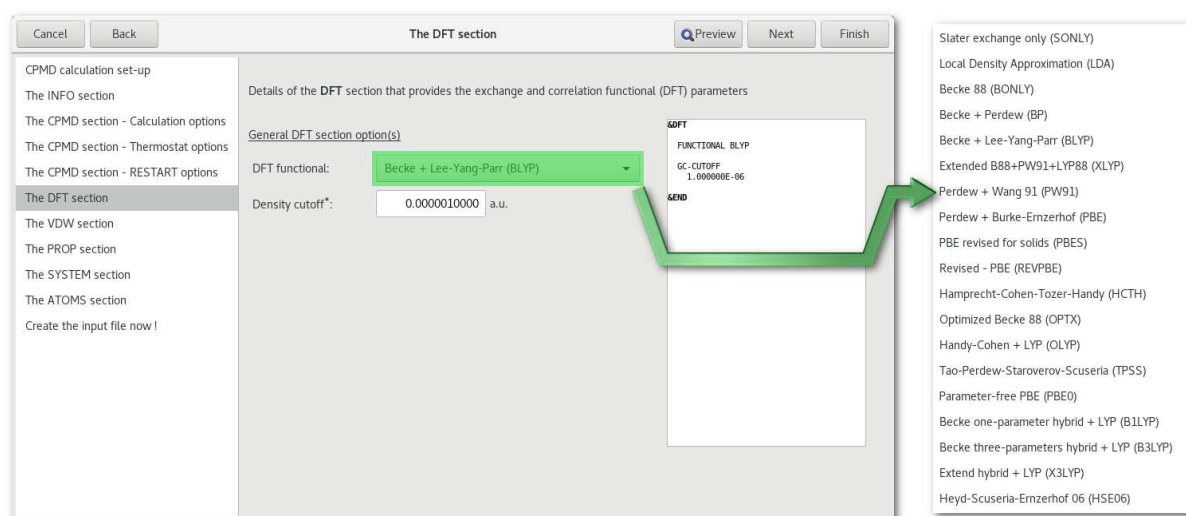 Cancel
Back
The DFT section
Preview
Next
Finish
CPMD calculation set-up
The INFO section
The CPMD section - Calculation options
The CPMD section - Thermostat options
The CPMD section - RESTART options
The DFT section
The VDW section
The PROP section
The SYSTEM section
The ATOMS section
Create the input file now !
Details of the DFT section that provides the exchange and correlation functional (DFT) parameters
General DFT section option(s)
DFT functional:
Becke + Lee-Yang-Parr (BLYP)
Density cutoff*:
0.0000010000
a.u.
&DFT
FUNCTIONAL BLYP
GC-CUTOFF
1.000000E-06
&END
Slater exchange only (SONLY)
Local Density Approximation (LDA)
Becke 88 (BONLY)
Becke + Perdew (BP)
Becke + Lee-Yang-Parr (BLYP)
Extended B88+PW91+LYP88 (XLYP)
Perdew + Wang 91 (PW91)
Perdew + Burke-Ernzerhof (PBE)
PBE revised for solids (PBES)
Revised - PBE (REVPBE)
Hamprecht-Cohen-Tozer-Handy (HCTH)
Optimized Becke 88 (OPTX)
Handy-Cohen + LYP (OLYP)
Tao-Perdew-Staroverov-Scuseria (TPSS)
Parameter-free PBE (PBE0)
Becke one-parameter hybrid + LYP (B1LYP)
Becke three-parameters hybrid + LYP (B3LYP)
Extend hybrid + LYP (X3LYP)
Heyd-Scuseria-Ernzerhof 06 (HSE06)